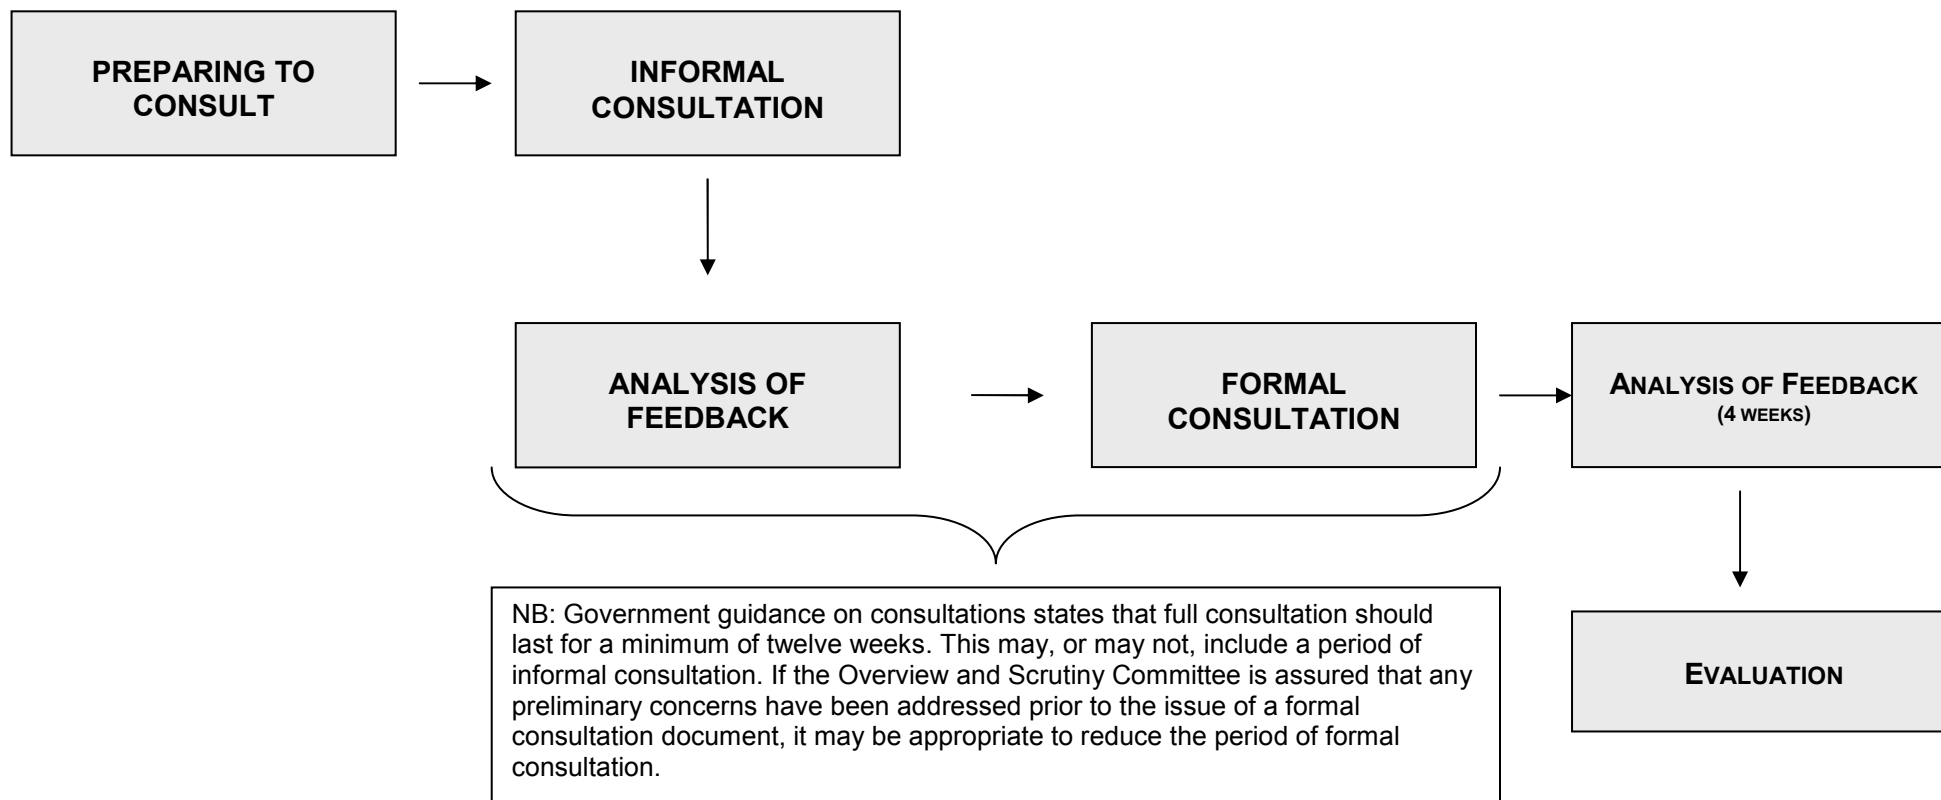 PREPARING TO
CONSULT
INFORMAL
CONSULTATION
ANALYSIS OF
FEEDBACK
FORMAL
CONSULTATION
ANALYSIS OF FEEDBACK
(4 WEEKS)
NB: Government guidance on consultations states that full consultation should
last for a minimum of twelve weeks. This may, or may not, include a period of
informal consultation. If the Overview and Scrutiny Committee is assured that any
preliminary concerns have been addressed prior to the issue of a formal
consultation document, it may be appropriate to reduce the period of formal
consultation.
EVALUATION